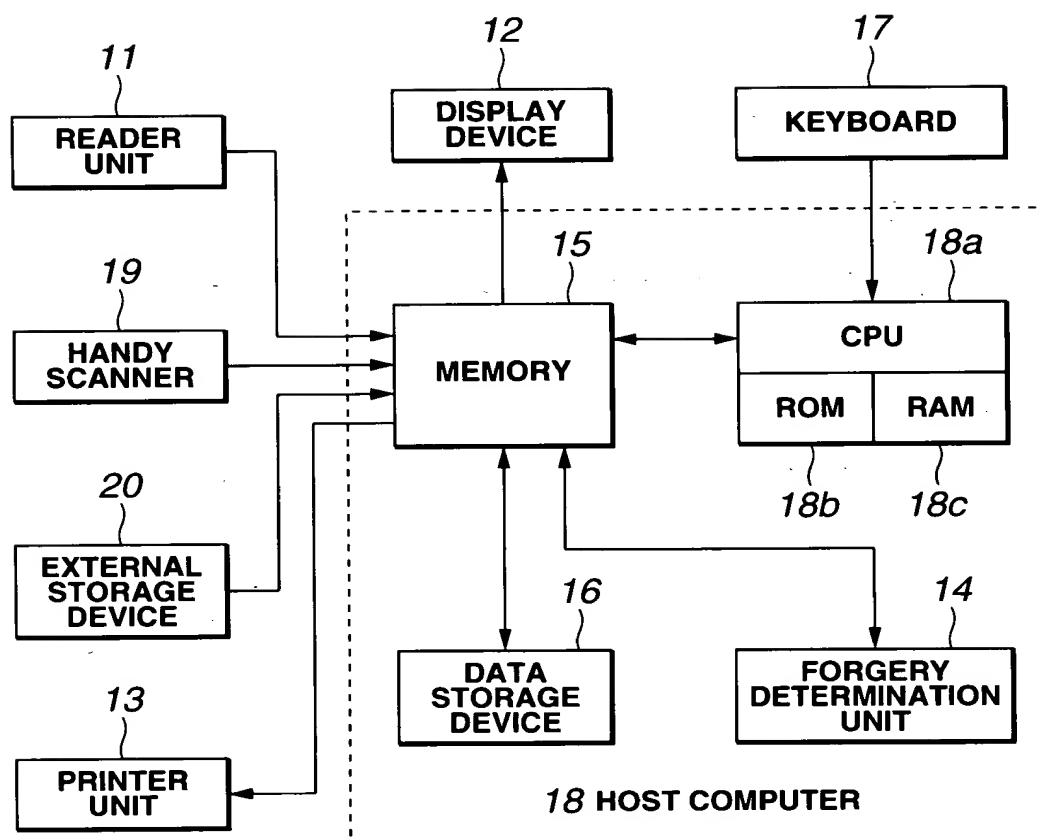 11
READER
UNIT
12
DISPLAY
DEVICE
17
KEYBOARD
19
HANDY
SCANNER
15
MEMORY
18a
CPU
ROM
RAM
18b
18c
20
EXTERNAL
STORAGE
DEVICE
16
DATA
STORAGE
DEVICE
14
FORGERY
DETERMINATION
UNIT
13
PRINTER
UNIT
18 HOST COMPUTER